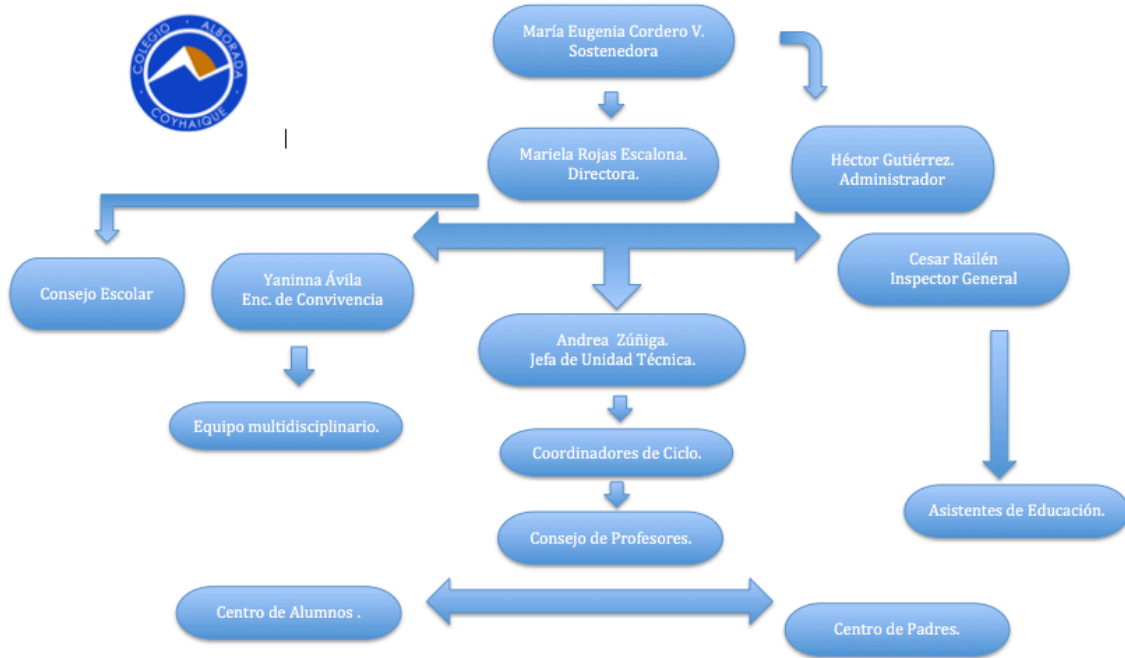 COLEGIO · ALBORADA ·
COYHAIQUE
María Eugenia Cordero V.
Sostenedora
Mariela Rojas Escalona.
Directora.
Héctor Gutiérrez.
Administrador
Consejo Escolar
Yaninna Ávila
Enc. de Convivencia
Cesar Railén
Inspector General
Andrea Zúñiga.
Jefa de Unidad Técnica.
Equipo multidisciplinario.
Coordinadores de Ciclo.
Asistentes de Educación.
Consejo de Profesores.
Centro de Alumnos .
Centro de Padres.